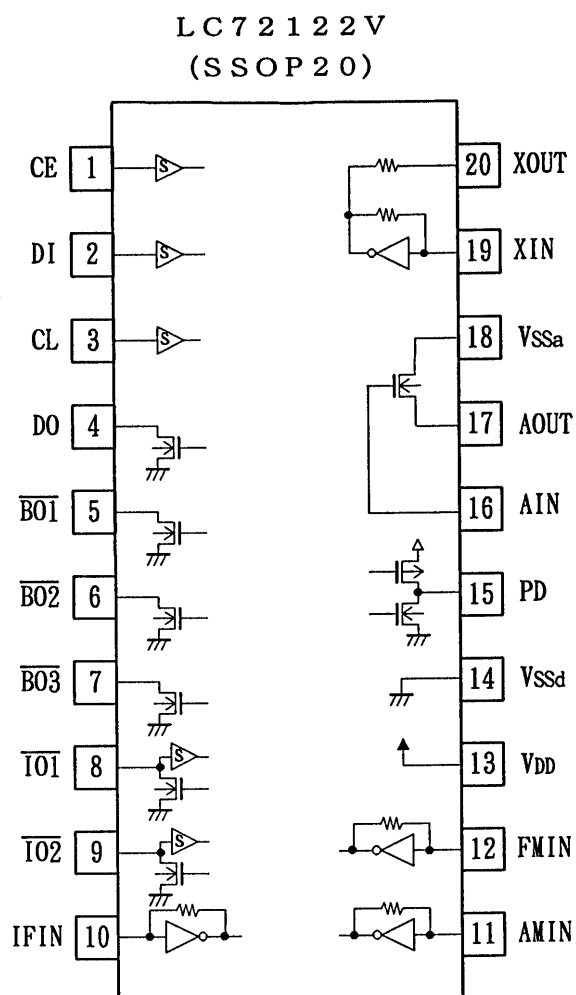 LC72122V
(SSOP20)
CE 1 S
DI 2 S
CL 3 S
DO 4
BO1 5
BO2 6
BO3 7
IO1 8 S
IO2 9 S
IFIN 10
20 XOUT
19 XIN
18 VSSa
17 AOUT
16 AIN
15 PD
14 VSSd
13 VDD
12 FMIN
11 AMIN